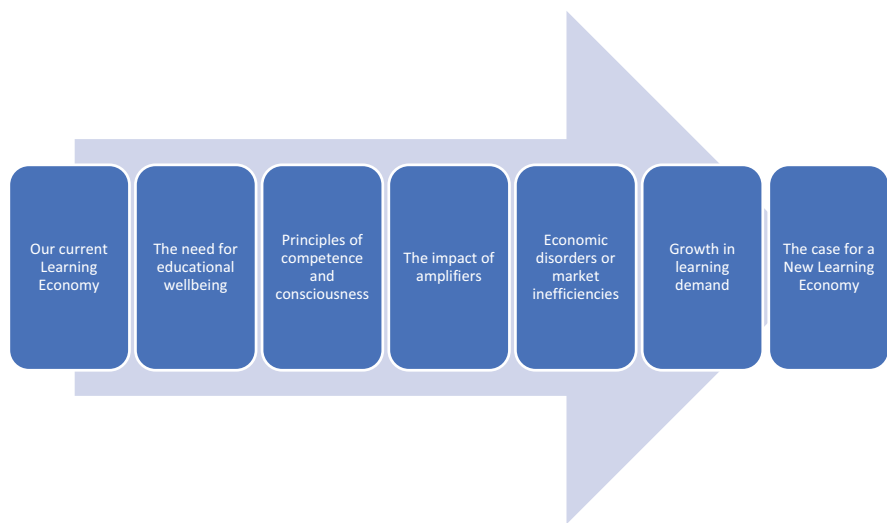 Our current
Learning
Economy
The need for
educational
wellbeing
Principles of
competence
and
consciousness
The impact of
amplifiers
Economic
disorders or
market
inefficiencies
Growth in
learning
demand
The case for a
New Learning
Economy